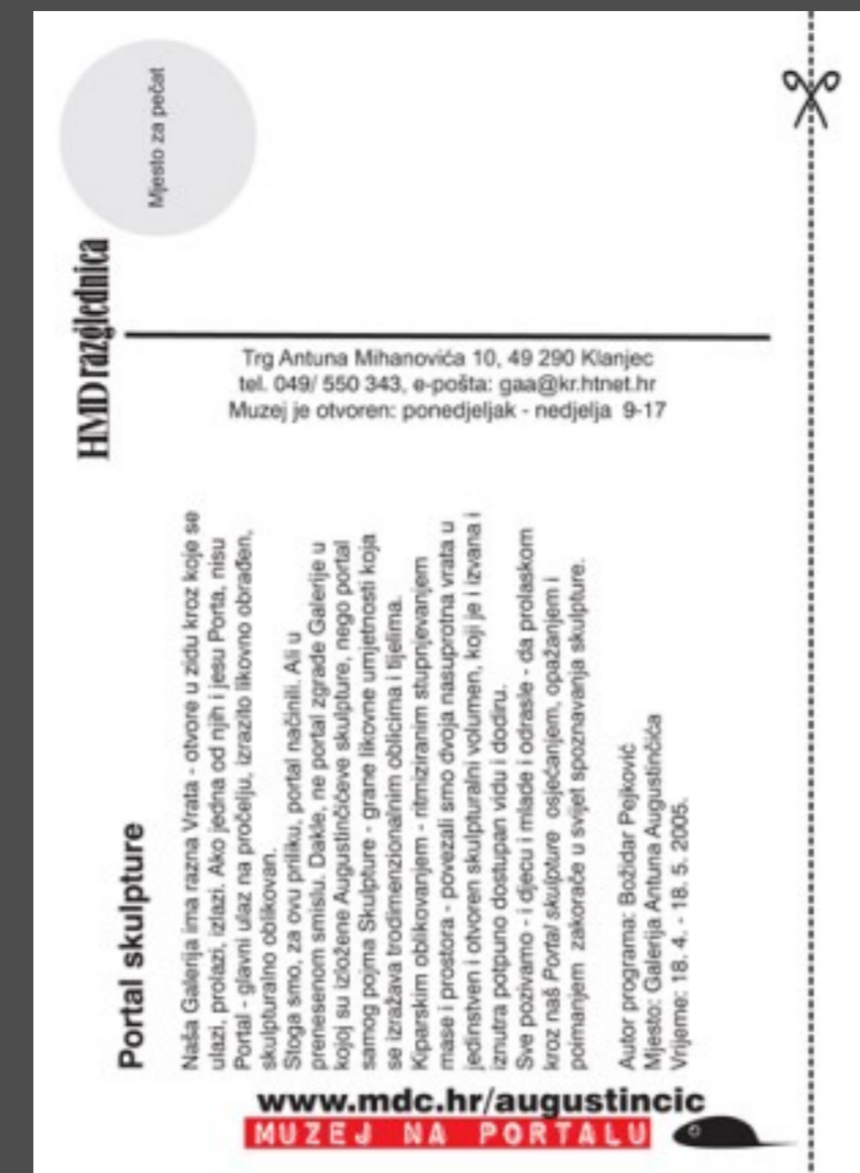 Mjesto za pečat
HMD razglednica
Trg Antuna Mihanovića 10, 49 290 Klanjec
tel. 049/ 550 343, e-pošta: gaa@kr.htnet.hr
Muzej je otvoren: ponedjeljak - nedjelja 9-17
Portal skulpture
Naša Galerija ima razna Vrata - otvore u zidu kroz koje se
ulazi, prolazi, izlazi. Ako jedna od njih i jesu Porta, nisu
Portal - glavni ulaz na pročelju, izrazito likovno obrađen,
skulpturalno oblikovan.
Stoga smo, za ovu priliku, portal načinili. Ali u
prenesenom smislu. Dakle, ne portal zgrade Galerije u
kojoj su izložene Augustinčićeve skulpture, nego portal
samog pojma Skulpture - grane likovne umjetnosti koja
se izražava trodimenzionalnim oblicima i tijelima.
Kiparskim oblikovanjem - ritmiziranim stupnjevanjem
mase i prostora - povezali smo dvoja nasuprotna vrata u
jedinstven i otvoren skulpturalni volumen, koji je i izvana i
iznutra potpuno dostupan vidu i dodiru.
Sve pozivamo - i djecu i mlade i odrasle - da prolaskom
kroz naš Portal skulpture osjećanjem, opažanjem i
poimanjem zakorače u svijet spoznavanja skulpture.
Autor programa: Božidar Pejković
Mjesto: Galerija Antuna Augustinčića
Vrijeme: 18. 4. - 18. 5. 2005.
www.mdc.hr/augustincic
MUZEJ NA PORTALU